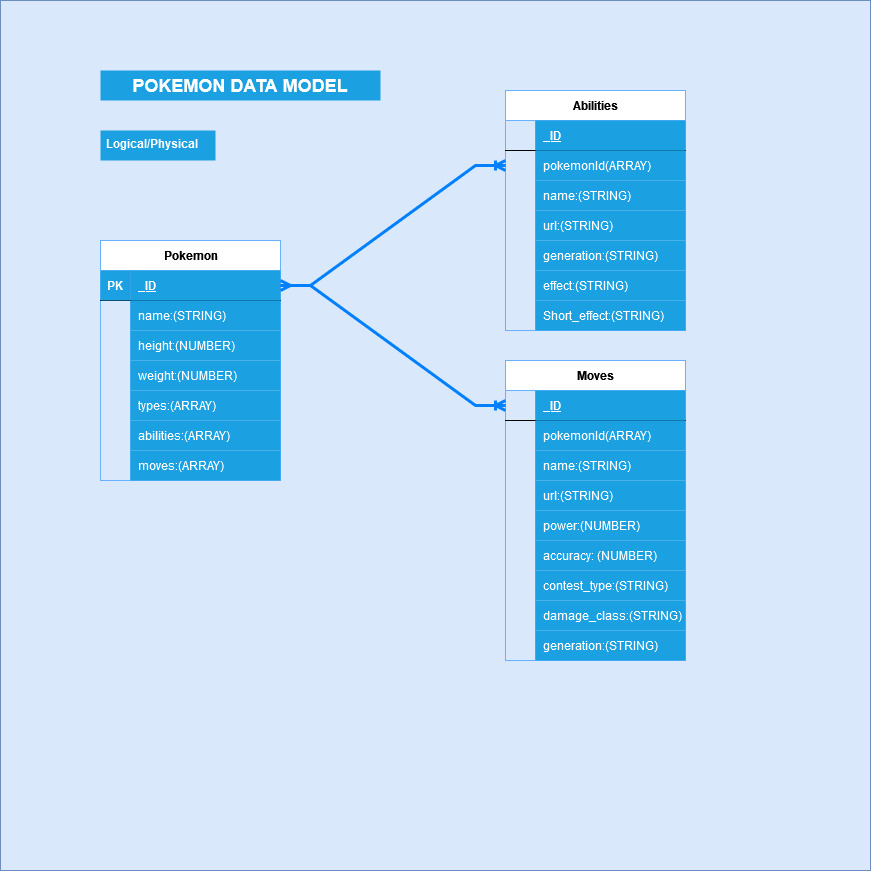 POKEMON DATA MODEL
Logical/Physical
Pokemon
PK _ID
name:(STRING)
height:(NUMBER)
weight:(NUMBER)
types:(ARRAY)
abilities:(ARRAY)
moves:(ARRAY)
Abilities
_ID
pokemonId(ARRAY)
name:(STRING)
url:(STRING)
generation:(STRING)
effect:(STRING)
Short_effect:(STRING)
Moves
_ID
pokemonId(ARRAY)
name:(STRING)
url:(STRING)
power:(NUMBER)
accuracy: (NUMBER)
contest_type:(STRING)
damage_class:(STRING)
generation:(STRING)